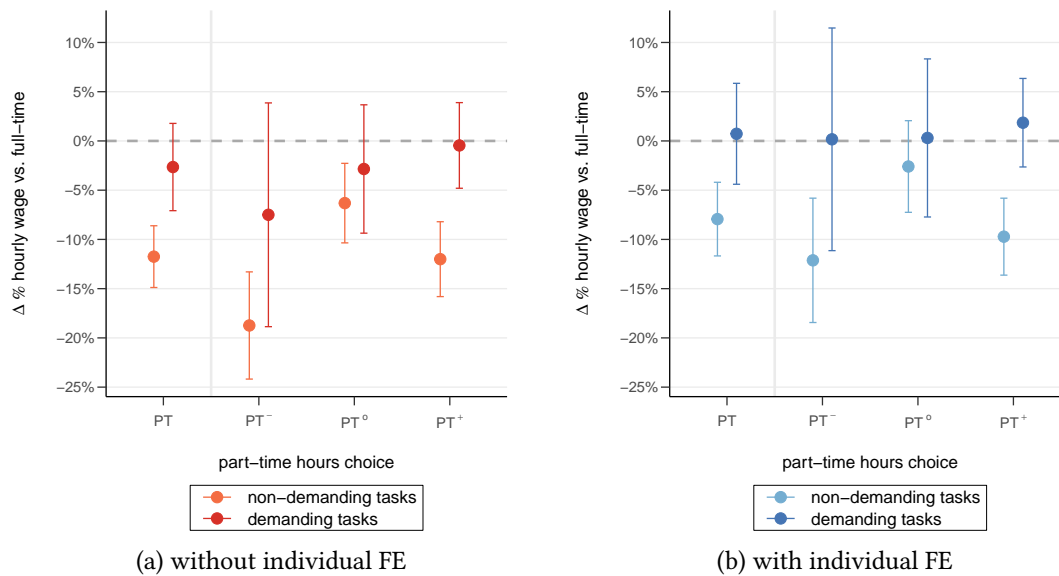 10%
5%
0%
−5%
−10%
−15%
−20%
−25%
Δ % hourly wage vs. full−time
PT
PT⁻
PTᵒ
PT⁺
part−time hours choice
non−demanding tasks
demanding tasks
(a) without individual FE
10%
5%
0%
−5%
−10%
−15%
−20%
−25%
Δ % hourly wage vs. full−time
PT
PT⁻
PTᵒ
PT⁺
part−time hours choice
non−demanding tasks
demanding tasks
(b) with individual FE